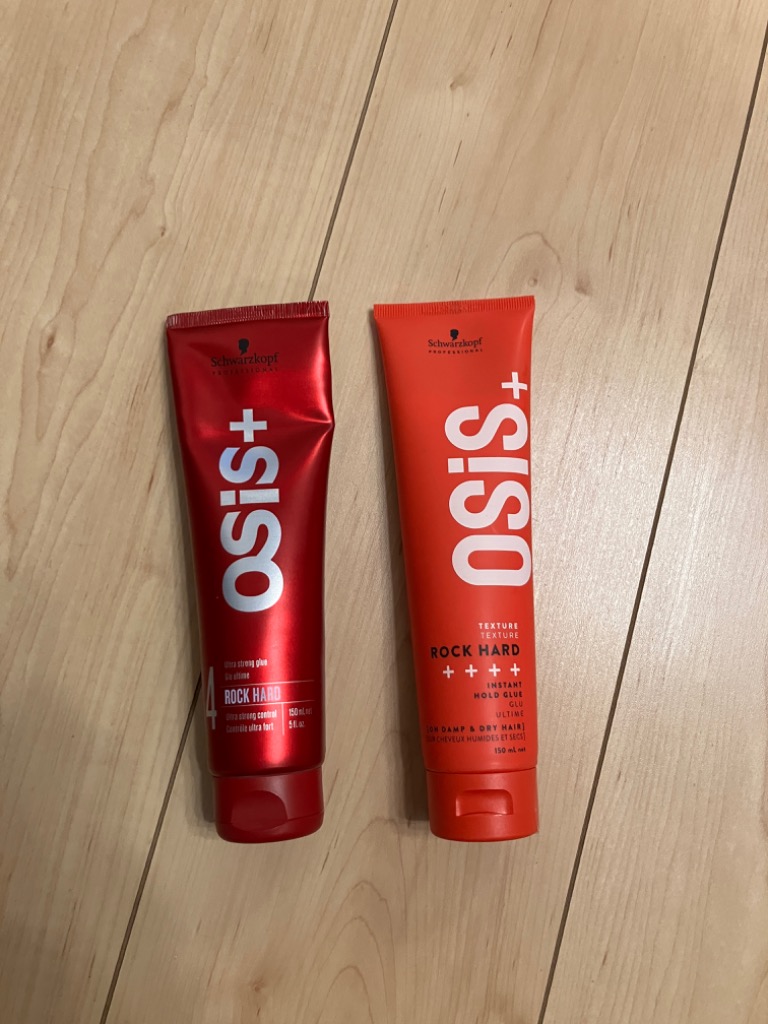 Schwarzkopf
PROFESSIONAL
OSiS+
4
Ultra strong glue
Glu ultime
ROCK HARD
Ultra strong control
Contrôle ultra fort
150 mL net
5 fl. oz.
Schwarzkopf
PROFESSIONAL
OSiS+
TEXTURE
TEXTURE
ROCK HARD
++++
INSTANT
HOLD GLUE
GLU
ULTIME
ON DAMP & DRY HAIR|
SUR CHEVEUX HUMIDES ET SECS|
150 mL net